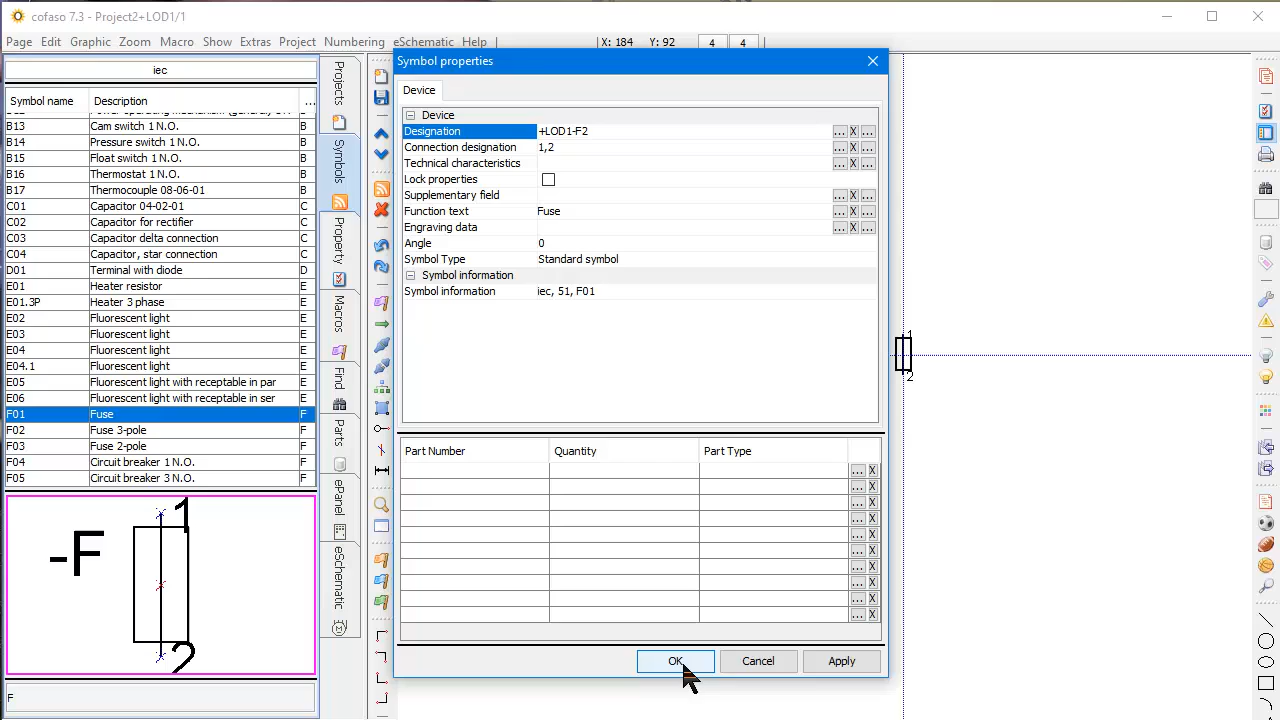 cofaso 7.3 - Project2+LOD1/1
Page Edit Graphic Zoom Macro Show Extras Project Numbering eSchematic Help
X: 184 Y: 92 4 4
iec
Symbol name Description ...
B13 Cam switch 1 N.O. B
B14 Pressure switch 1 N.O. B
B15 Float switch 1 N.O. B
B16 Thermostat 1 N.O. B
B17 Thermocouple 08-06-01 B
C01 Capacitor 04-02-01 C
C02 Capacitor for rectifier C
C03 Capacitor delta connection C
C04 Capacitor, star connection C
D01 Terminal with diode D
E01 Heater resistor E
E01.3P Heater 3 phase E
E02 Fluorescent light E
E03 Fluorescent light E
E04 Fluorescent light E
E04.1 Fluorescent light E
E05 Fluorescent light with receptable in par E
E06 Fluorescent light with receptable in ser E
F01 Fuse F
F02 Fuse 3-pole F
F03 Fuse 2-pole F
F04 Circuit breaker 1 N.O. F
F05 Circuit breaker 3 N.O. F
-F
1
2
F
Projects
Symbols
Property
Macros
Find
Parts
ePanel
eSchematic
Symbol properties
Device
Device
Designation +LOD1-F2 ... X ...
Connection designation 1,2 ... X ...
Technical characteristics ... X ...
Lock properties
Supplementary field ... X ...
Function text Fuse ... X ...
Engraving data ... X ...
Angle 0
Symbol Type Standard symbol
Symbol information
Symbol information iec, 51, F01
Part Number Quantity Part Type
... X
... X
... X
... X
... X
... X
... X
... X
... X
... X
OK Cancel Apply
1
2